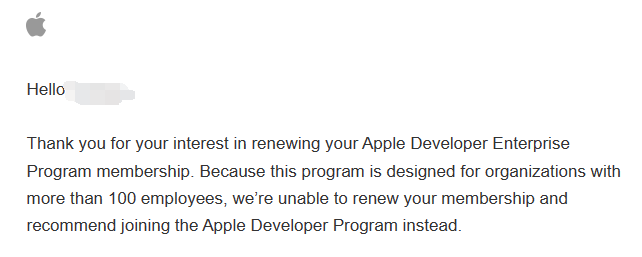 Hello
Thank you for your interest in renewing your Apple Developer Enterprise
Program membership. Because this program is designed for organizations with
more than 100 employees, we’re unable to renew your membership and
recommend joining the Apple Developer Program instead.